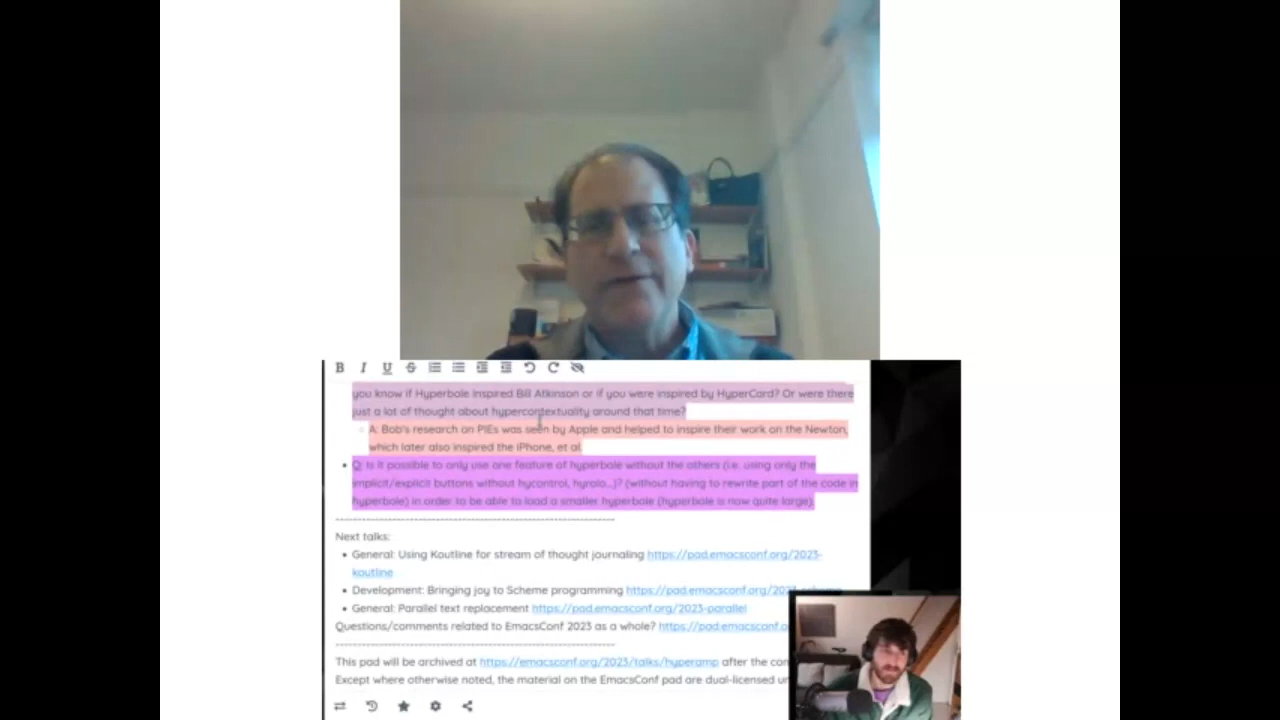 B I U S
you know if Hyperbole inspired Bill Atkinson or if you were inspired by HyperCard? Or were there
just a lot of thought about hypercontextuality around that time?
A: Bob's research on PIEs was seen by Apple and helped to inspire their work on the Newton,
which later also inspired the iPhone, et al.
Q: Is it possible to only use one feature of hyperbole without the others (i.e. using only the
implicit/explicit buttons without hycontrol, hyrolo...)? (without having to rewrite part of the code in
hyperbole) in order to be able to load a smaller hyperbole (hyperbole is now quite large).
Next talks:
General: Using Koutline for stream of thought journaling https://pad.emacsconf.org/2023-
koutline
Development: Bringing joy to Scheme programming https://pad.emacsconf.org/2023-scheme
General: Parallel text replacement https://pad.emacsconf.org/2023-parallel
Questions/comments related to EmacsConf 2023 as a whole? https://pad.emacsconf.o
This pad will be archived at https://emacsconf.org/2023/talks/hyperamp after the con
Except where otherwise noted, the material on the EmacsConf pad are dual-licensed un